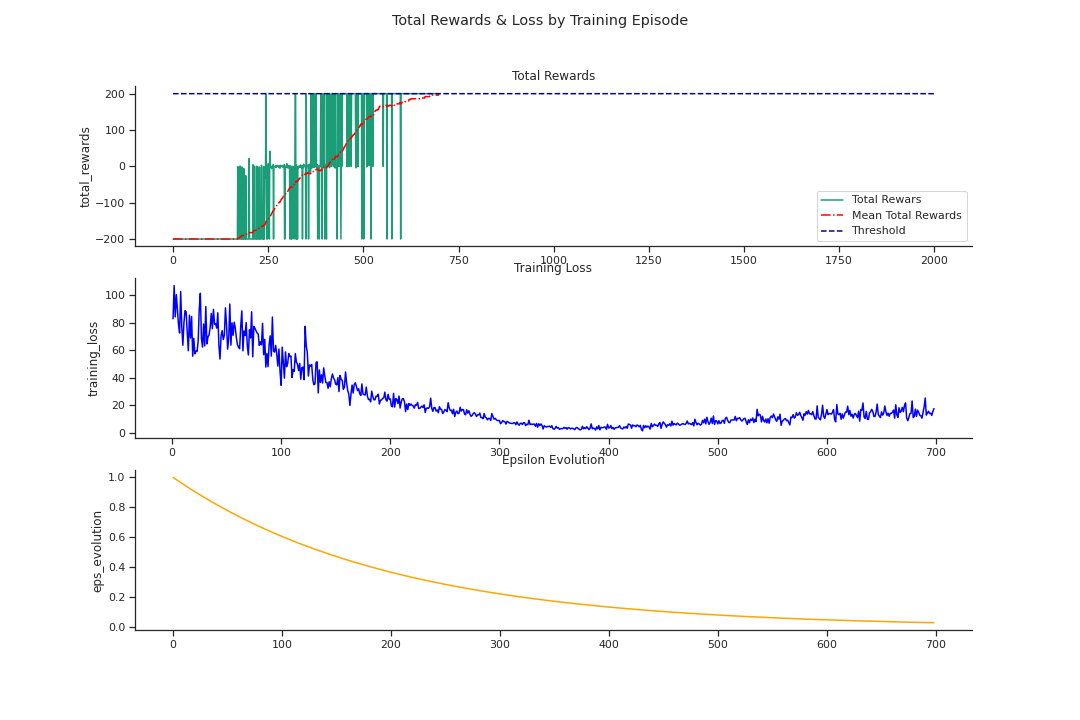 Total Rewards & Loss by Training Episode
Total Rewards
total_rewards
200
100
0
−100
−200
Total Rewars
Mean Total Rewards
Threshold
0 250 500 750 1000 1250 1500 1750 2000
Training Loss
training_loss
100
80
60
40
20
0
0 100 200 300 400 500 600 700
Epsilon Evolution
eps_evolution
1.0
0.8
0.6
0.4
0.2
0.0
0 100 200 300 400 500 600 700